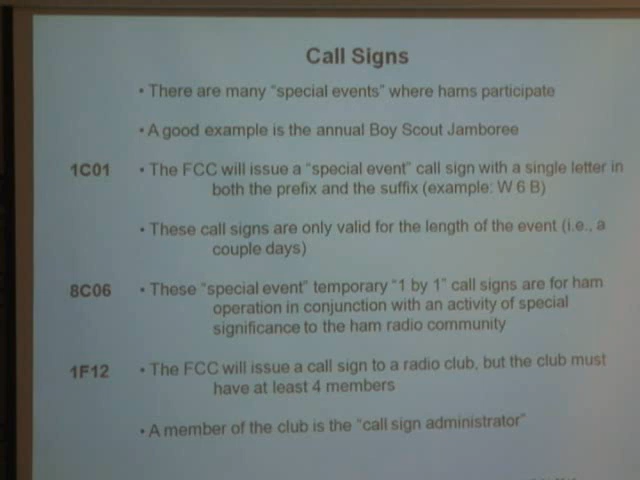 Call Signs
• There are many “special events” where hams participate
• A good example is the annual Boy Scout Jamboree
1C01 • The FCC will issue a “special event” call sign with a single letter in
both the prefix and the suffix (example: W 6 B)
• These call signs are only valid for the length of the event (i.e., a
couple days)
8C06 • These “special event” temporary “1 by 1” call signs are for ham
operation in conjunction with an activity of special
significance to the ham radio community
1F12 • The FCC will issue a call sign to a radio club, but the club must
have at least 4 members
• A member of the club is the “call sign administrator”